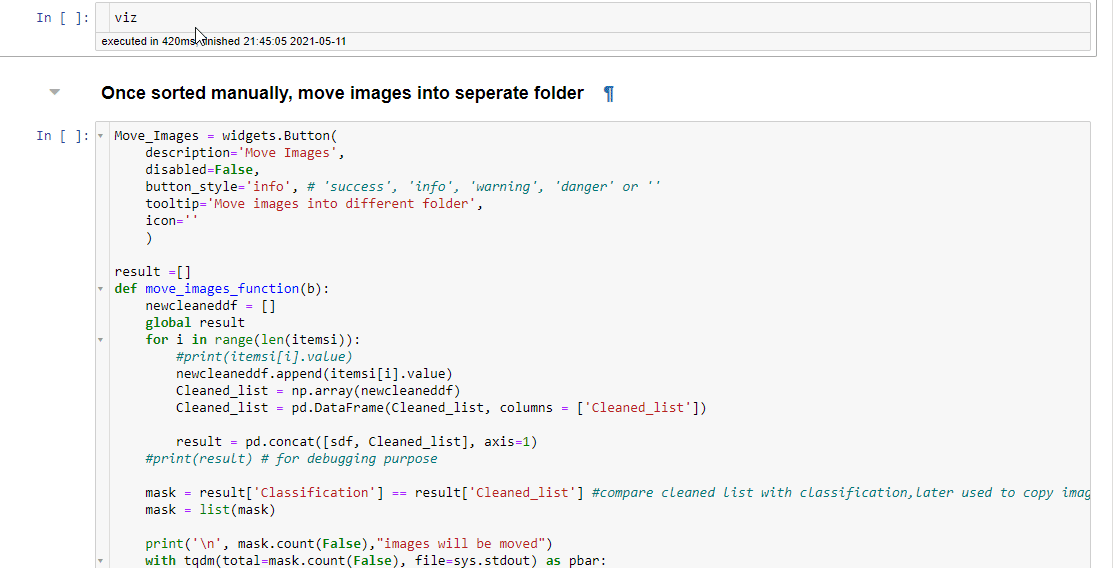 In [ ]: viz
executed in 420ms, finished 21:45:05 2021-05-11
Once sorted manually, move images into seperate folder ¶
In [ ]: Move_Images = widgets.Button(
description='Move Images',
disabled=False,
button_style='info', # 'success', 'info', 'warning', 'danger' or ''
tooltip='Move images into different folder',
icon=''
)
result =[]
def move_images_function(b):
newcleaneddf = []
global result
for i in range(len(itemsi)):
#print(itemsi[i].value)
newcleaneddf.append(itemsi[i].value)
Cleaned_list = np.array(newcleaneddf)
Cleaned_list = pd.DataFrame(Cleaned_list, columns = ['Cleaned_list'])
result = pd.concat([sdf, Cleaned_list], axis=1)
#print(result) # for debugging purpose
mask = result['Classification'] == result['Cleaned_list'] #compare cleaned list with classification,later used to copy imag
mask = list(mask)
print('\n', mask.count(False),"images will be moved")
with tqdm(total=mask.count(False), file=sys.stdout) as pbar: